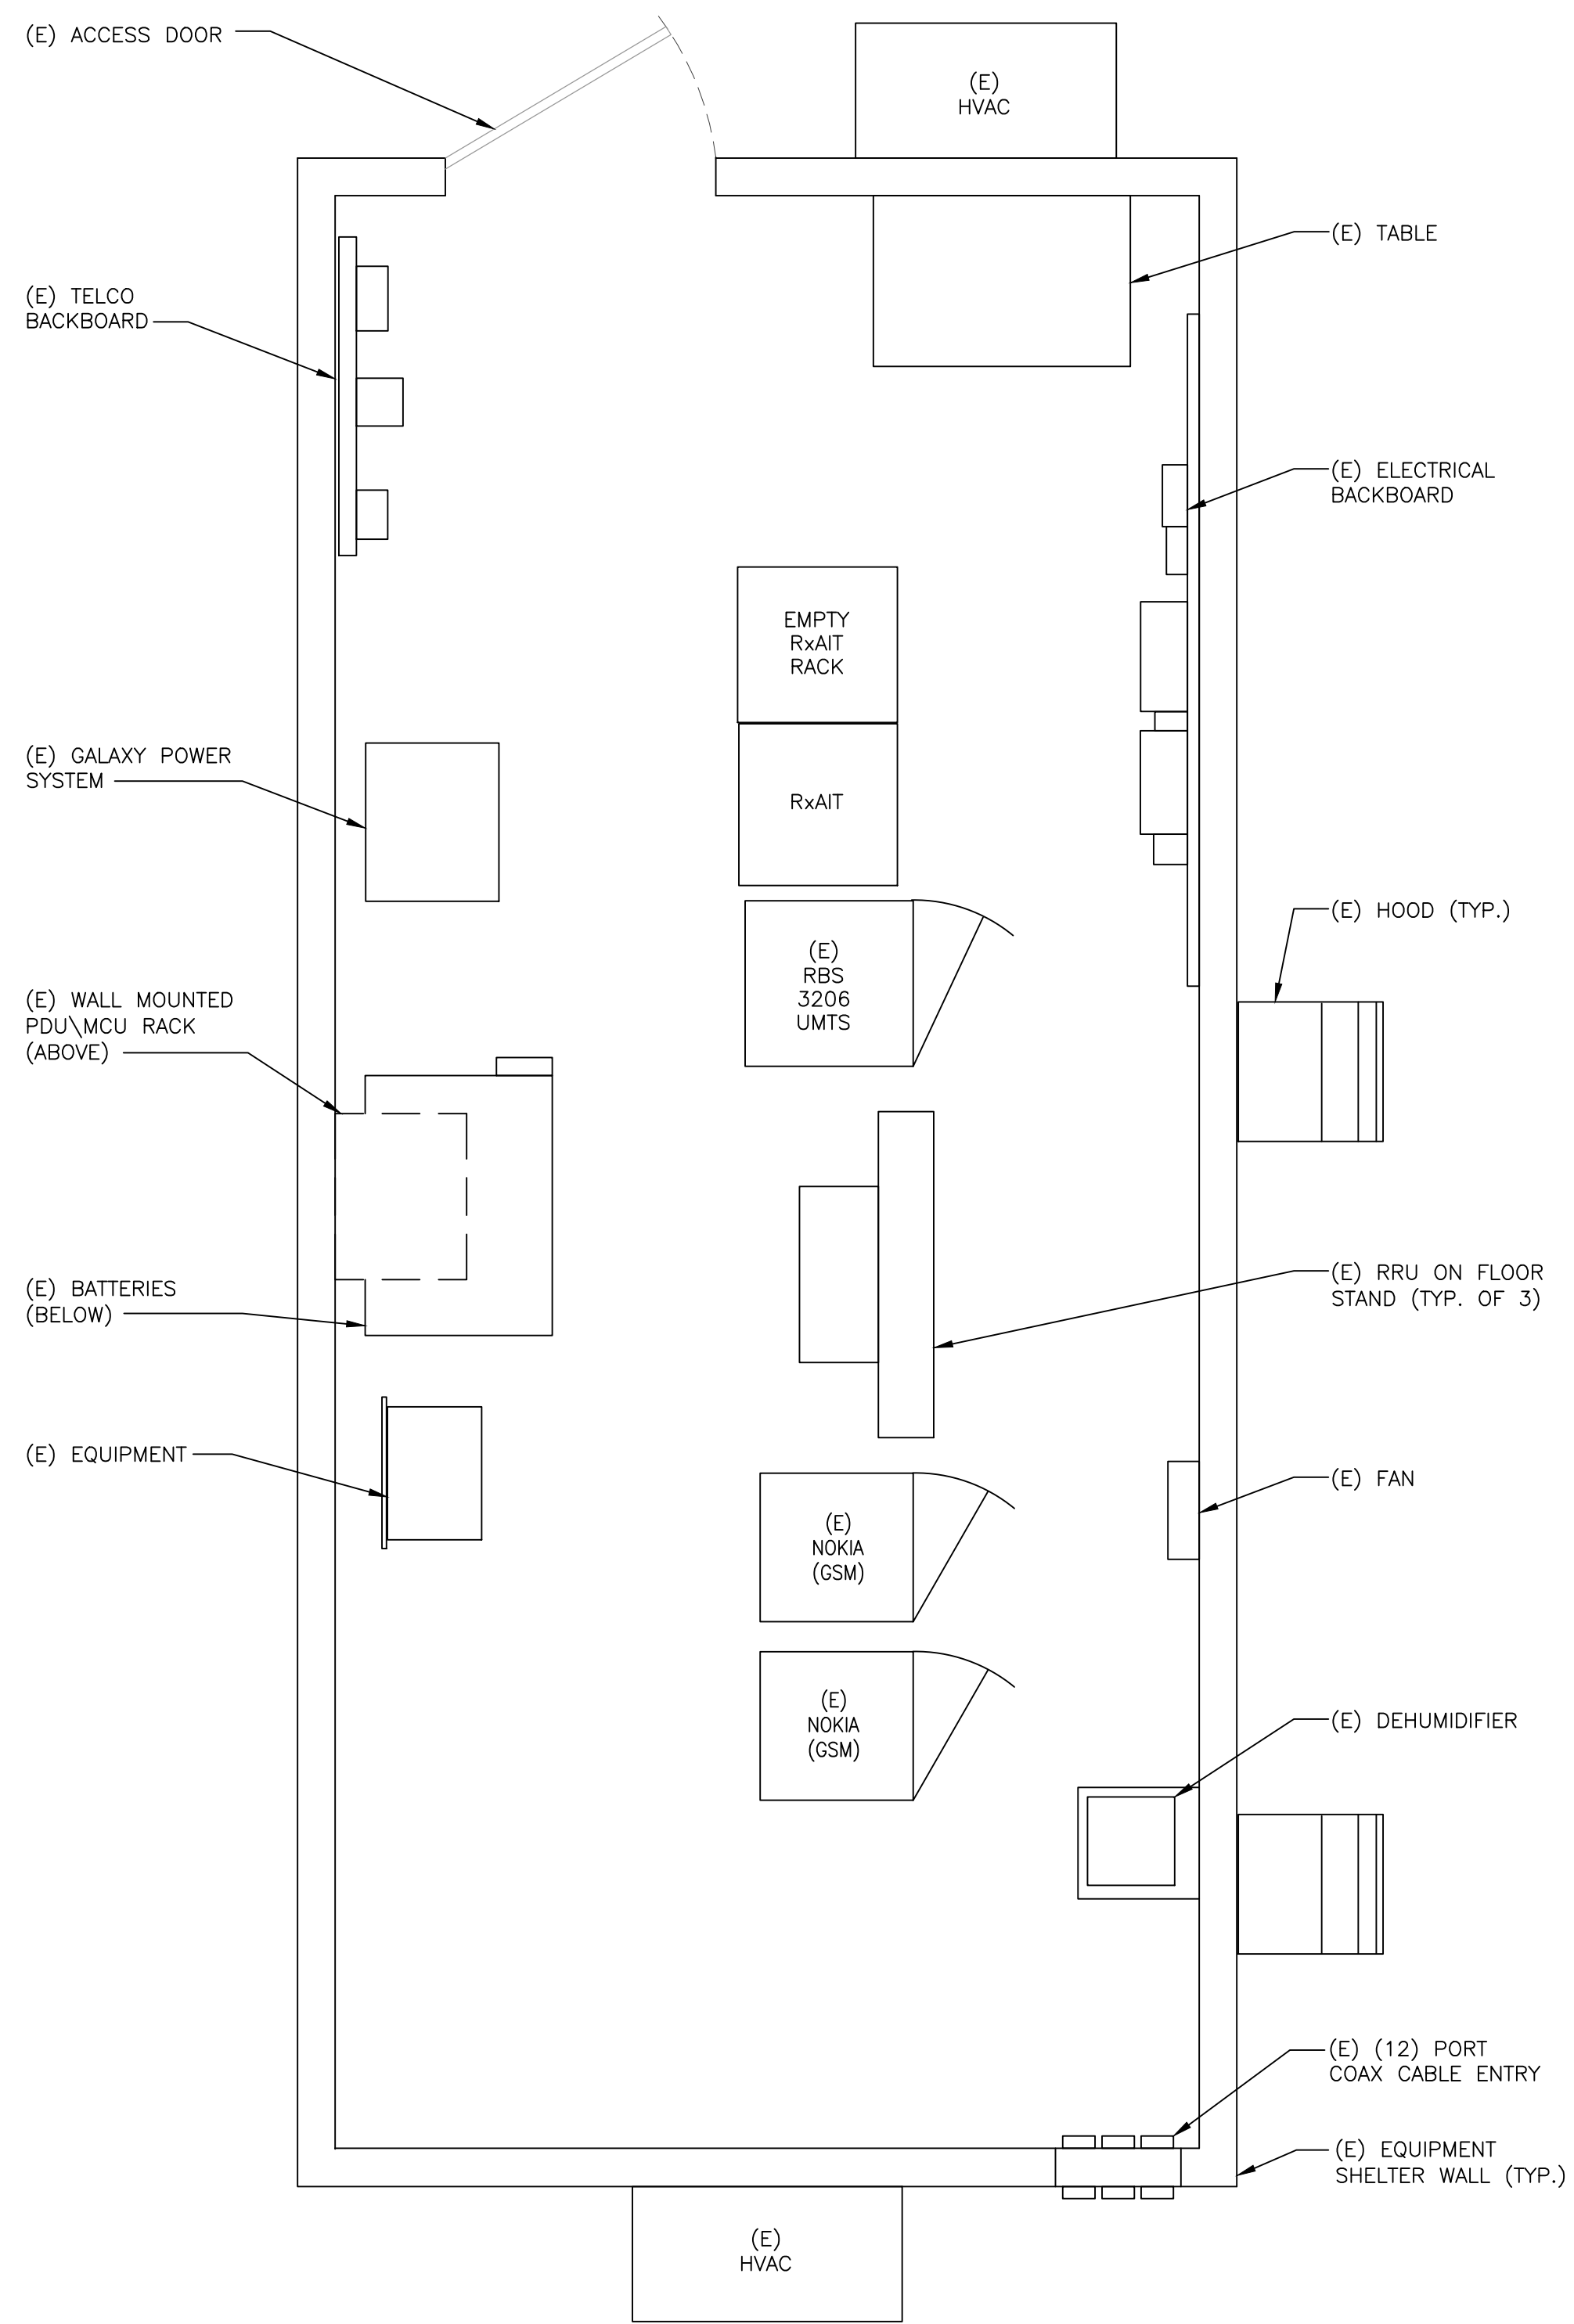 (E) ACCESS DOOR
(E)
HVAC
(E) TABLE
(E) TELCO
BACKBOARD
(E) ELECTRICAL
BACKBOARD
EMPTY
RxAIT
RACK
(E) GALAXY POWER
SYSTEM
RxAIT
(E) HOOD (TYP.)
(E)
RBS
3206
UMTS
(E) WALL MOUNTED
PDU\MCU RACK
(ABOVE)
(E) BATTERIES
(BELOW)
(E) RRU ON FLOOR
STAND (TYP. OF 3)
(E) EQUIPMENT
(E) FAN
(E)
NOKIA
(GSM)
(E)
NOKIA
(GSM)
(E) DEHUMIDIFIER
(E) (12) PORT
COAX CABLE ENTRY
(E) EQUIPMENT
SHELTER WALL (TYP.)
(E)
HVAC